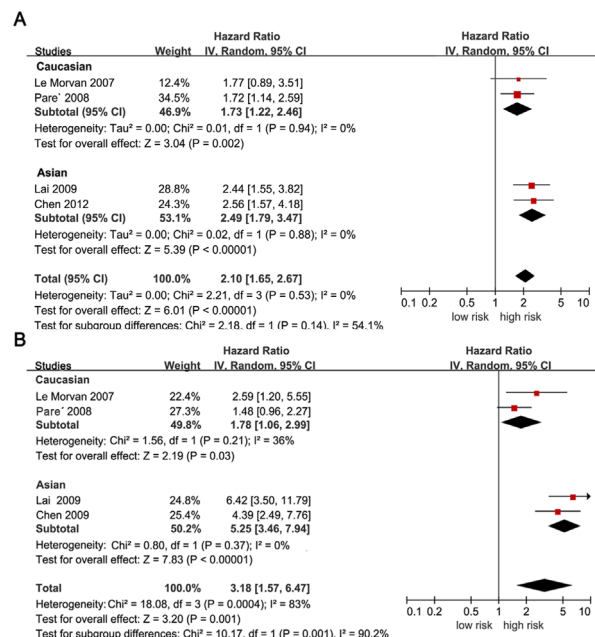 A
Hazard Ratio Hazard Ratio
Studies Weight IV, Random, 95% CI IV, Random, 95% CI
Caucasian
Le Morvan 2007 12.4% 1.77 [0.89, 3.51]
Pare` 2008 34.5% 1.72 [1.14, 2.59]
Subtotal (95% CI) 46.9% 1.73 [1.22, 2.46]
Heterogeneity: Tau² = 0.00; Chi² = 0.01, df = 1 (P = 0.94); I² = 0%
Test for overall effect: Z = 3.04 (P = 0.002)
Asian
Lai 2009 28.8% 2.44 [1.55, 3.82]
Chen 2012 24.3% 2.56 [1.57, 4.18]
Subtotal (95% CI) 53.1% 2.49 [1.79, 3.47]
Heterogeneity: Tau² = 0.00; Chi² = 0.02, df = 1 (P = 0.88); I² = 0%
Test for overall effect: Z = 5.39 (P < 0.00001)
Total (95% CI) 100.0% 2.10 [1.65, 2.67]
Heterogeneity: Tau² = 0.00; Chi² = 2.21, df = 3 (P = 0.53); I² = 0%
Test for overall effect: Z = 6.01 (P < 0.00001)
Test for subgroup differences: Chi² = 2.18, df = 1 (P = 0.14), I² = 54.1%
0.1 0.2 1 2 5 10
low risk high risk
B
Hazard Ratio Hazard Ratio
Studies Weight IV, Random, 95% CI IV, Random, 95% CI
Caucasian
Le Morvan 2007 22.4% 2.59 [1.20, 5.55]
Pare´ 2008 27.3% 1.48 [0.96, 2.27]
Subtotal 49.8% 1.78 [1.06, 2.99]
Heterogeneity: Chi² = 1.56, df = 1 (P = 0.21); I² = 36%
Test for overall effect: Z = 2.19 (P = 0.03)
Asian
Lai 2009 24.8% 6.42 [3.50, 11.79]
Chen 2009 25.4% 4.39 [2.49, 7.76]
Subtotal 50.2% 5.25 [3.46, 7.94]
Heterogeneity: Chi² = 0.80, df = 1 (P = 0.37); I² = 0%
Test for overall effect: Z = 7.83 (P < 0.00001)
Total 100.0% 3.18 [1.57, 6.47]
Heterogeneity: Chi² = 18.08, df = 3 (P = 0.0004); I² = 83%
Test for overall effect: Z = 3.20 (P = 0.001)
Test for subgroup differences: Chi² = 10.17, df = 1 (P = 0.001), I² = 90.2%
0.1 0.2 1 2 5 10
low risk high risk